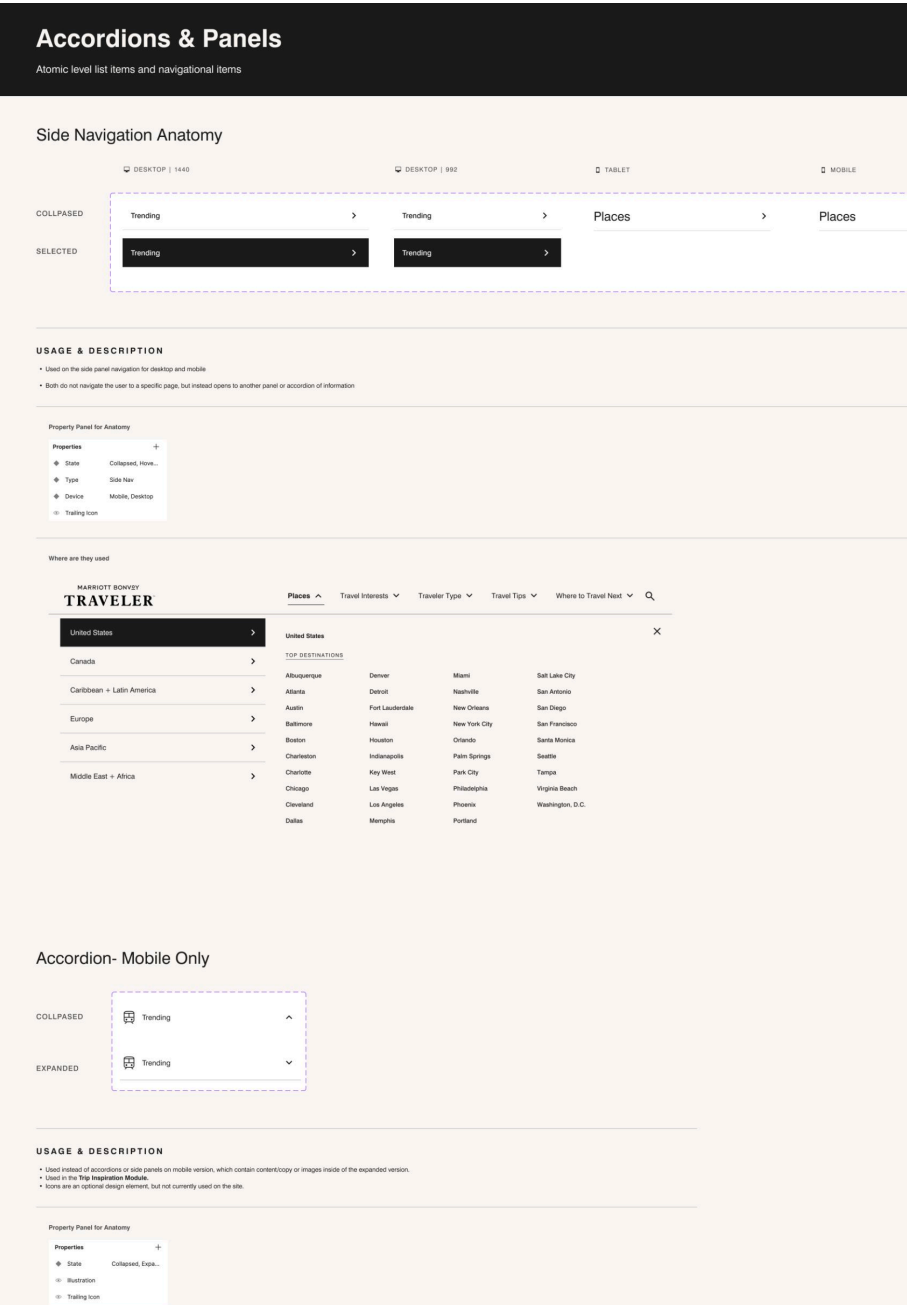 Accordions & Panels
Atomic level list items and navigational items
Side Navigation Anatomy
DESKTOP | 1440
DESKTOP | 992
TABLET
MOBILE
COLLPASED
Trending
Trending
Places
Places
SELECTED
Trending
Trending
USAGE & DESCRIPTION
• Used on the side panel navigation for desktop and mobile
• Both do not navigate the user to a specific page, but instead opens to another panel or accordion of information
Property Panel for Anatomy
Properties
State Collapsed, Hove...
Type Side Nav
Device Mobile, Desktop
Trailing Icon
Where are they used
MARRIOTT BONVOY
TRAVELER
Places Travel Interests Traveler Type Travel Tips Where to Travel Next
United States
Canada
Caribbean + Latin America
Europe
Asia Pacific
Middle East + Africa
United States
TOP DESTINATIONS
Albuquerque Denver Miami Salt Lake City
Atlanta Detroit Nashville San Antonio
Austin Fort Lauderdale New Orleans San Diego
Baltimore Hawaii New York City San Francisco
Boston Houston Orlando Santa Monica
Charleston Indianapolis Palm Springs Seattle
Charlotte Key West Park City Tampa
Chicago Las Vegas Philadelphia Virginia Beach
Cleveland Los Angeles Phoenix Washington, D.C.
Dallas Memphis Portland
Accordion- Mobile Only
COLLPASED
Trending
EXPANDED
Trending
USAGE & DESCRIPTION
• Used instead of accordions or side panels on mobile version, which contain content/copy or images inside of the expanded version.
• Used in the Trip Inspiration Module.
• Icons are an optional design element, but not currently used on the site.
Property Panel for Anatomy
Properties
State Collapsed, Expa...
Illustration
Trailing Icon